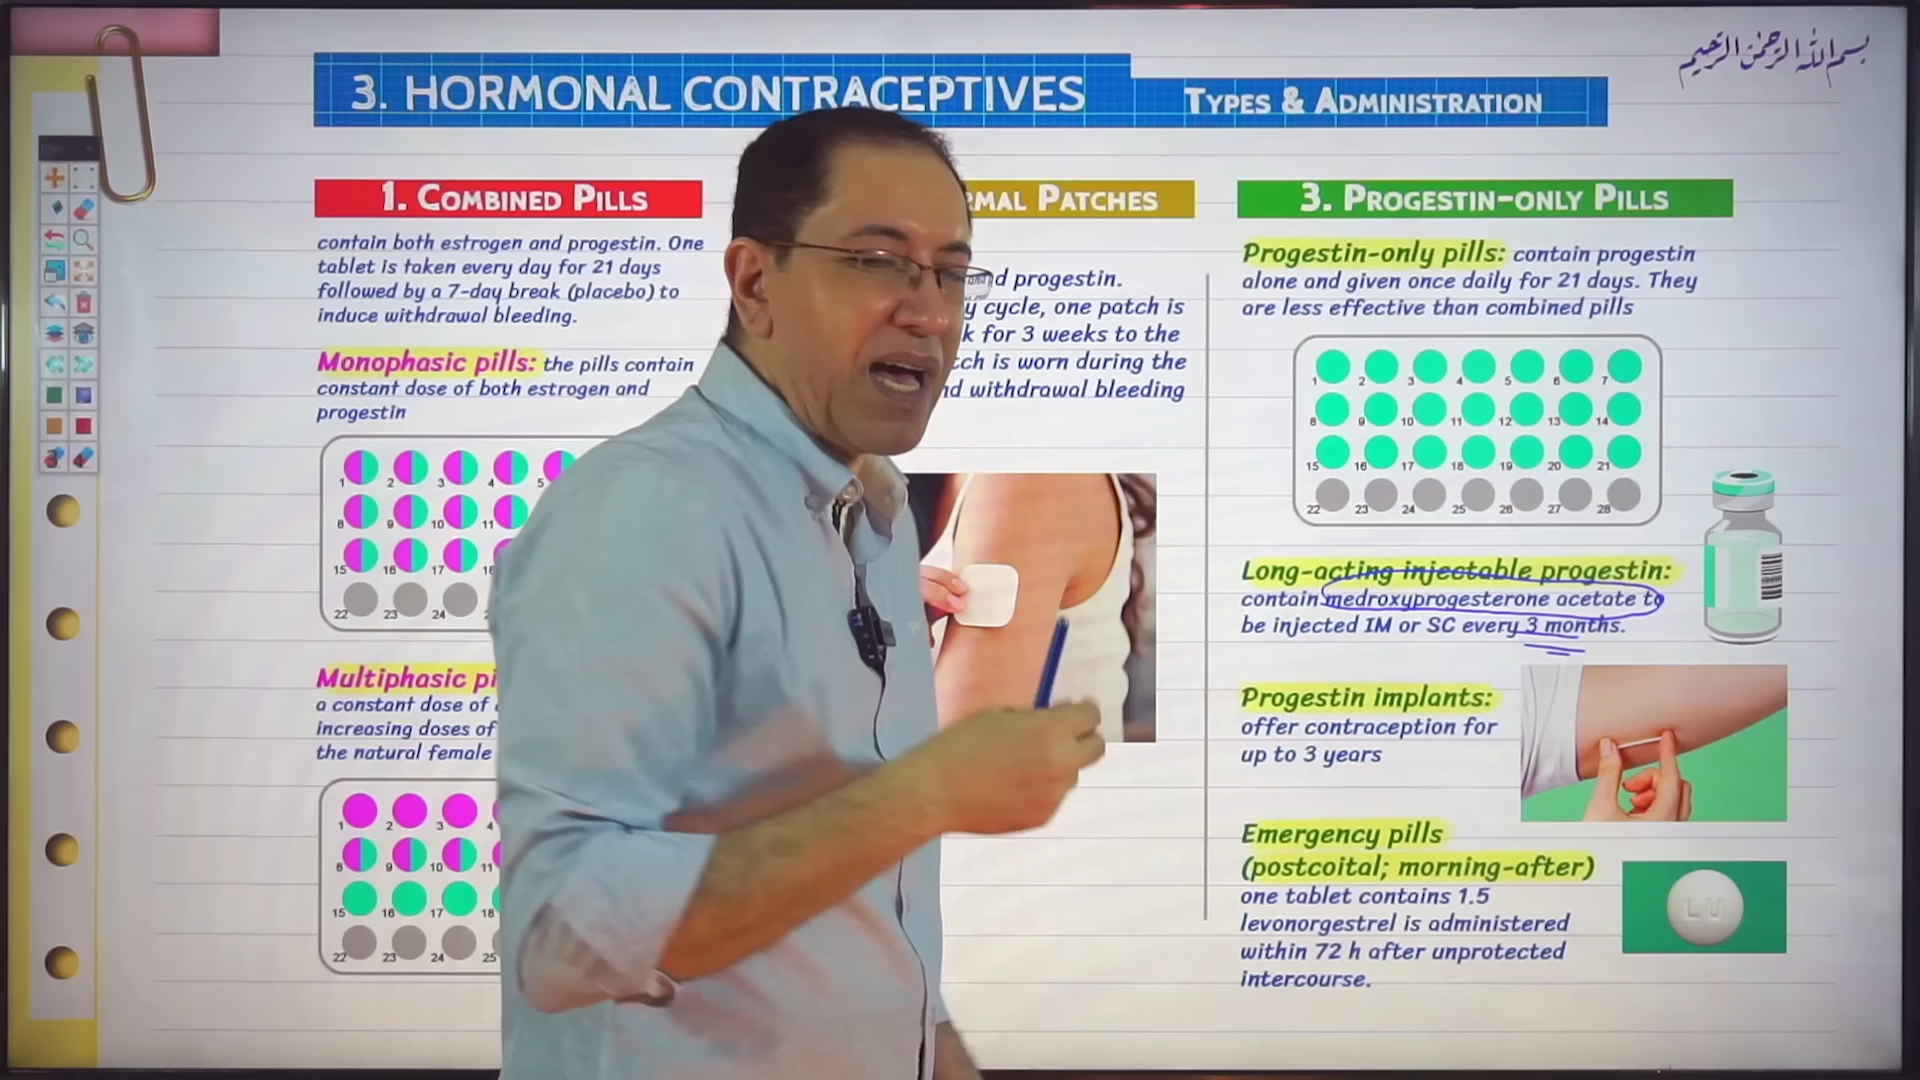 بسم الله الرحمن الرحيم
3. HORMONAL CONTRACEPTIVES
TYPES & ADMINISTRATION
1. COMBINED PILLS
contain both estrogen and progestin. One
tablet is taken every day for 21 days
followed by a 7-day break (placebo) to
induce withdrawal bleeding.
Monophasic pills: the pills contain
constant dose of both estrogen and
progestin
1 2 3 4 5
8 9 10 11
15 16 17
22 23 24
Multiphasic
a constant dose of
increasing doses of
the natural female
1 2 3 4
8 9 10 11
15 16 17 18
22 23 24 25
PATCHES
progestin.
cycle, one patch is
for 3 weeks to the
is worn during the
withdrawal bleeding
3. PROGESTIN-ONLY PILLS
Progestin-only pills: contain progestin
alone and given once daily for 21 days. They
are less effective than combined pills
1 2 3 4 5 6 7
8 9 10 11 12 13 14
15 16 17 18 19 20 21
22 23 24 25 26 27 28
Long-acting injectable progestin:
contain medroxyprogesterone acetate to
be injected IM or SC every 3 months.
Progestin implants:
offer contraception for
up to 3 years
Emergency pills
(postcoital; morning-after)
one tablet contains 1.5
levonorgestrel is administered
within 72 h after unprotected
intercourse.
LU